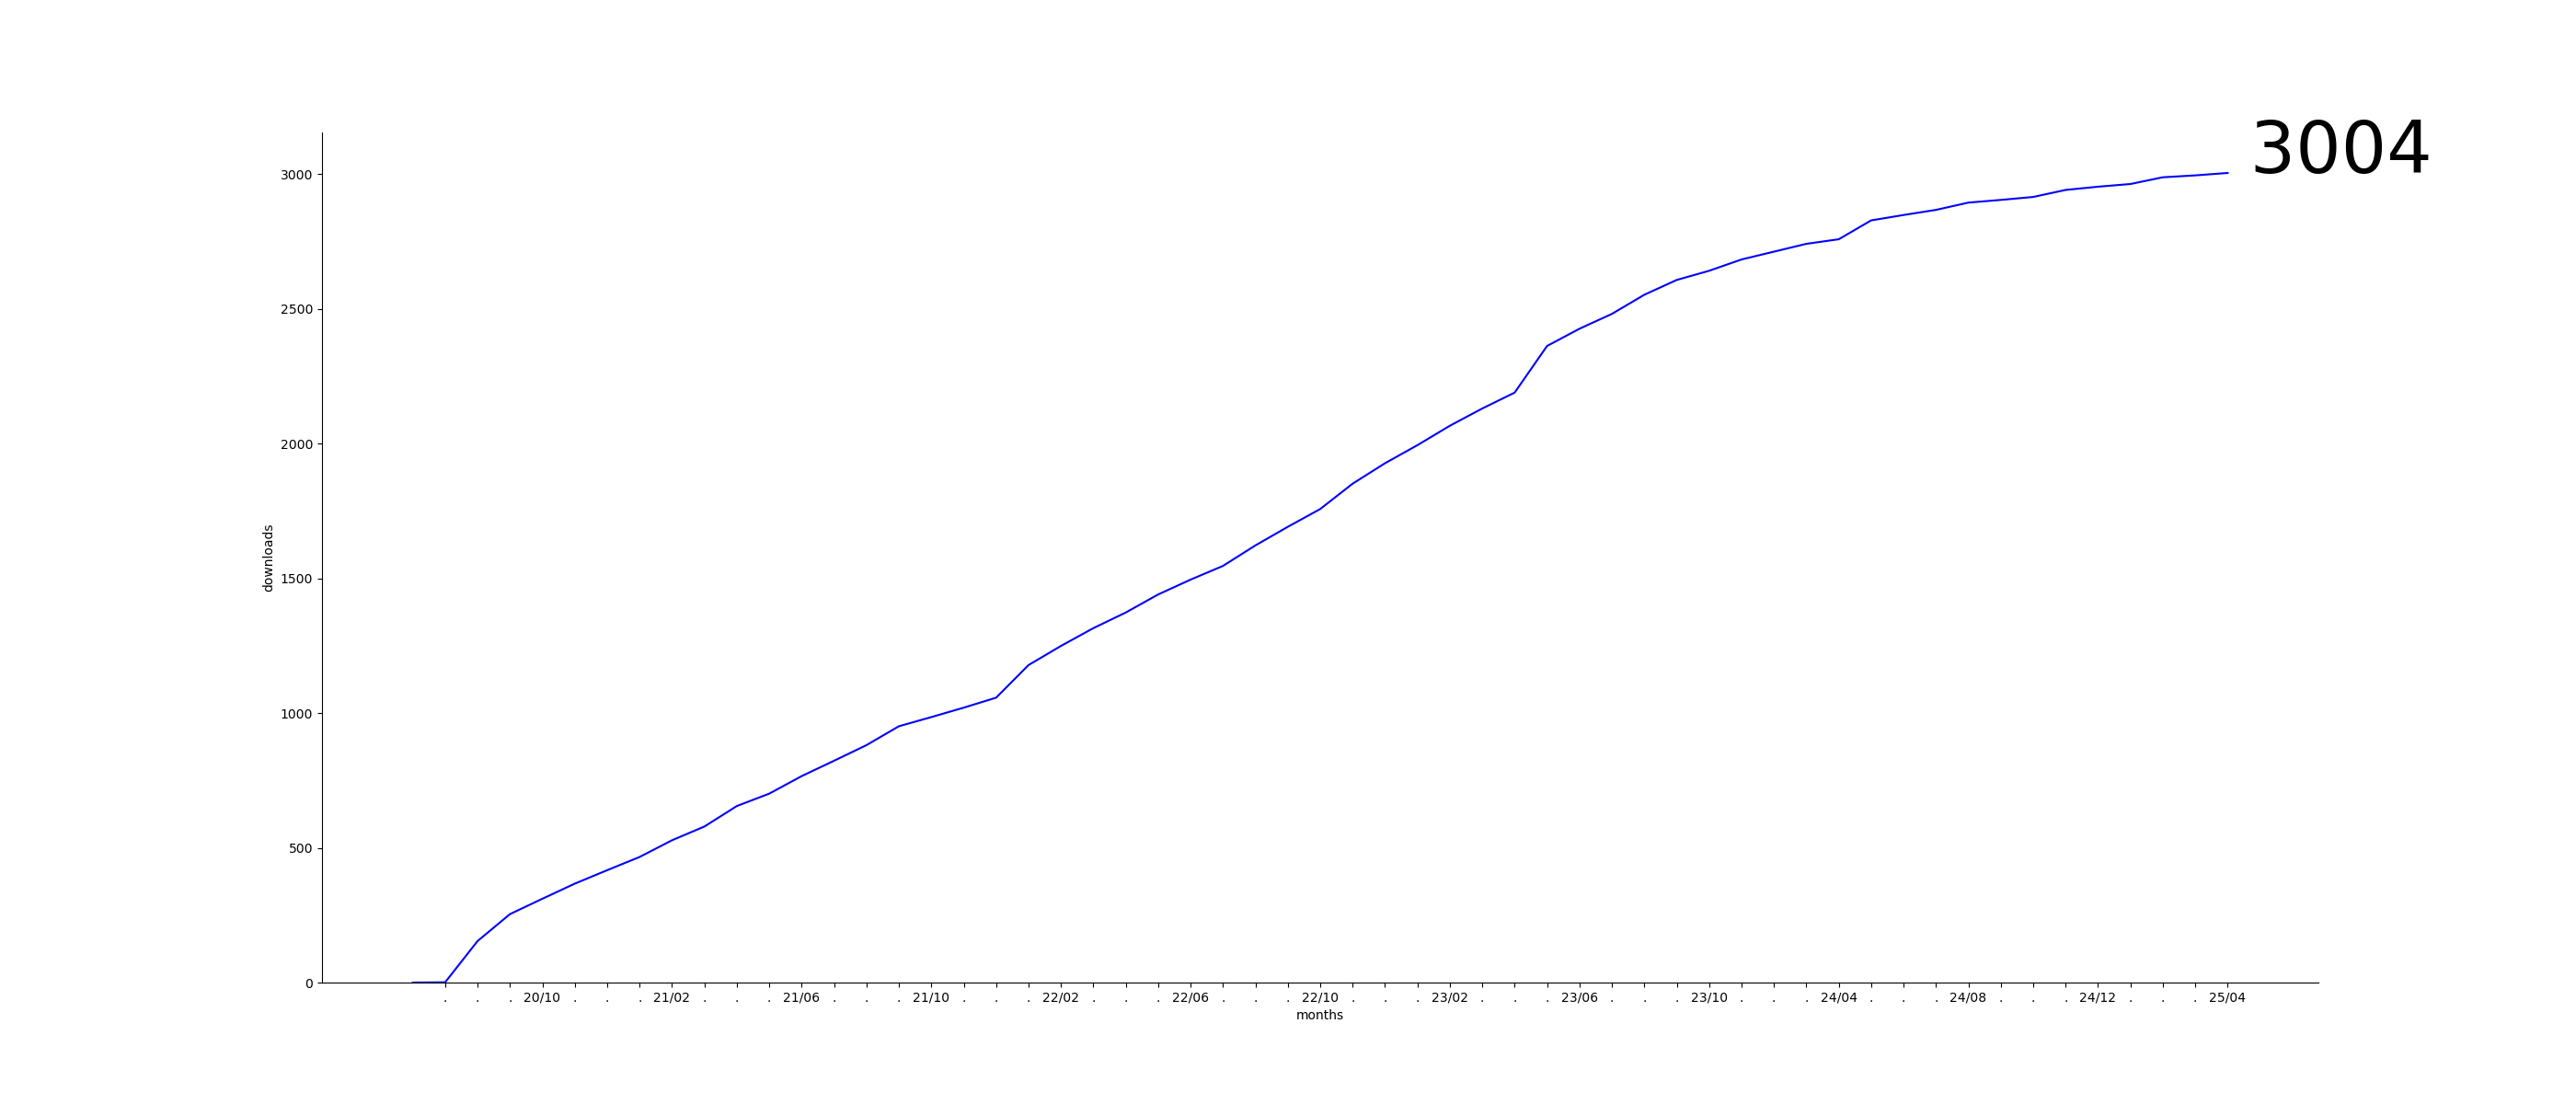 3004
3000
2500
2000
1500
1000
500
0
downloads
. . . 20/10 . . . 21/02 . . . 21/06 . . . 21/10 . . . 22/02 . . . 22/06 . . . 22/10 . . . 23/02 . . . 23/06 . . . 23/10 . . . 24/04 . . . 24/08 . . . 24/12 . . . 25/04
months